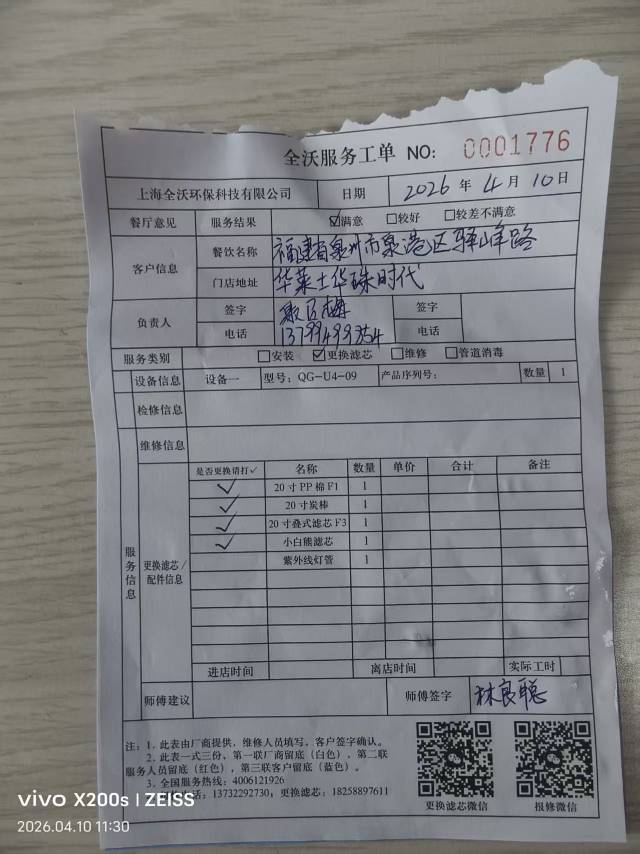 全沃服务工单 NO: 0001776
上海全沃环保科技有限公司 日期 2026 年 4 月 10 日
餐厅意见 服务结果 ☑满意 □较好 □较差不满意
客户信息 餐饮名称 福建省泉州市泉港区驿峰路
门店地址 华莱士华珠时代
负责人 签字 签字
电话 13799499354 电话
服务类别 □安装 ☑更换滤芯 □维修 □管道消毒
设备信息 设备一 型号：QG-U4-09 产品序列号： 数量 1
检修信息
维修信息
服务信息
更换滤芯/配件信息
是否更换请打✓ 名称 数量 单价 合计 备注
✓ 20寸PP棉F1 1
✓ 20寸炭棒 1
✓ 20寸叠式滤芯F3 1
✓ 小白熊滤芯 1
紫外线灯管 1
进店时间 离店时间 实际工时
师傅建议 师傅签字 林良聪
注：1. 此表由厂商提供，维修人员填写，客户签字确认。
2. 此表一式三份、第一联厂商留底（白色），第二联
服务人员留底（红色），第三联客户留底（蓝色）。
3. 全国服务热线：4006121926
电话：13732292730；更换滤芯：18258897611
更换滤芯微信 报修微信
vivo X200s | ZEISS
2026.04.10 11:30